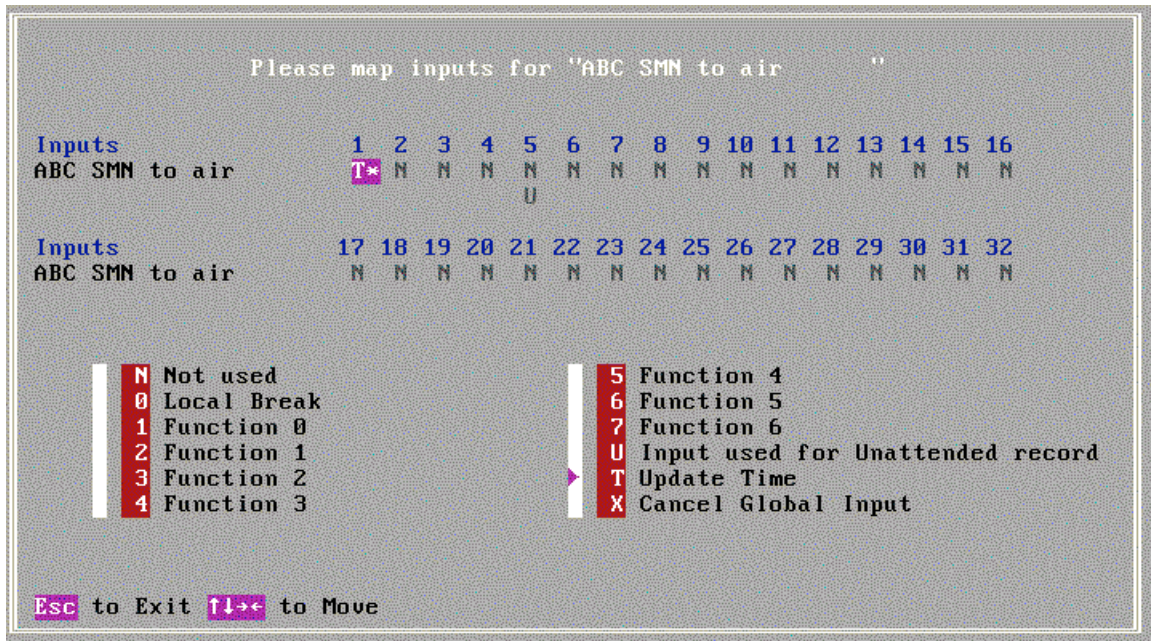 Please map inputs for "ABC SMN to air      "
Inputs 1 2 3 4 5 6 7 8 9 10 11 12 13 14 15 16
ABC SMN to air T* N N N N N N N N N N N N N N N
U
Inputs 17 18 19 20 21 22 23 24 25 26 27 28 29 30 31 32
ABC SMN to air N N N N N N N N N N N N N N N N
N Not used
0 Local Break
1 Function 0
2 Function 1
3 Function 2
4 Function 3
5 Function 4
6 Function 5
7 Function 6
U Input used for Unattended record
T Update Time
X Cancel Global Input
Esc to Exit ↑↓→← to Move